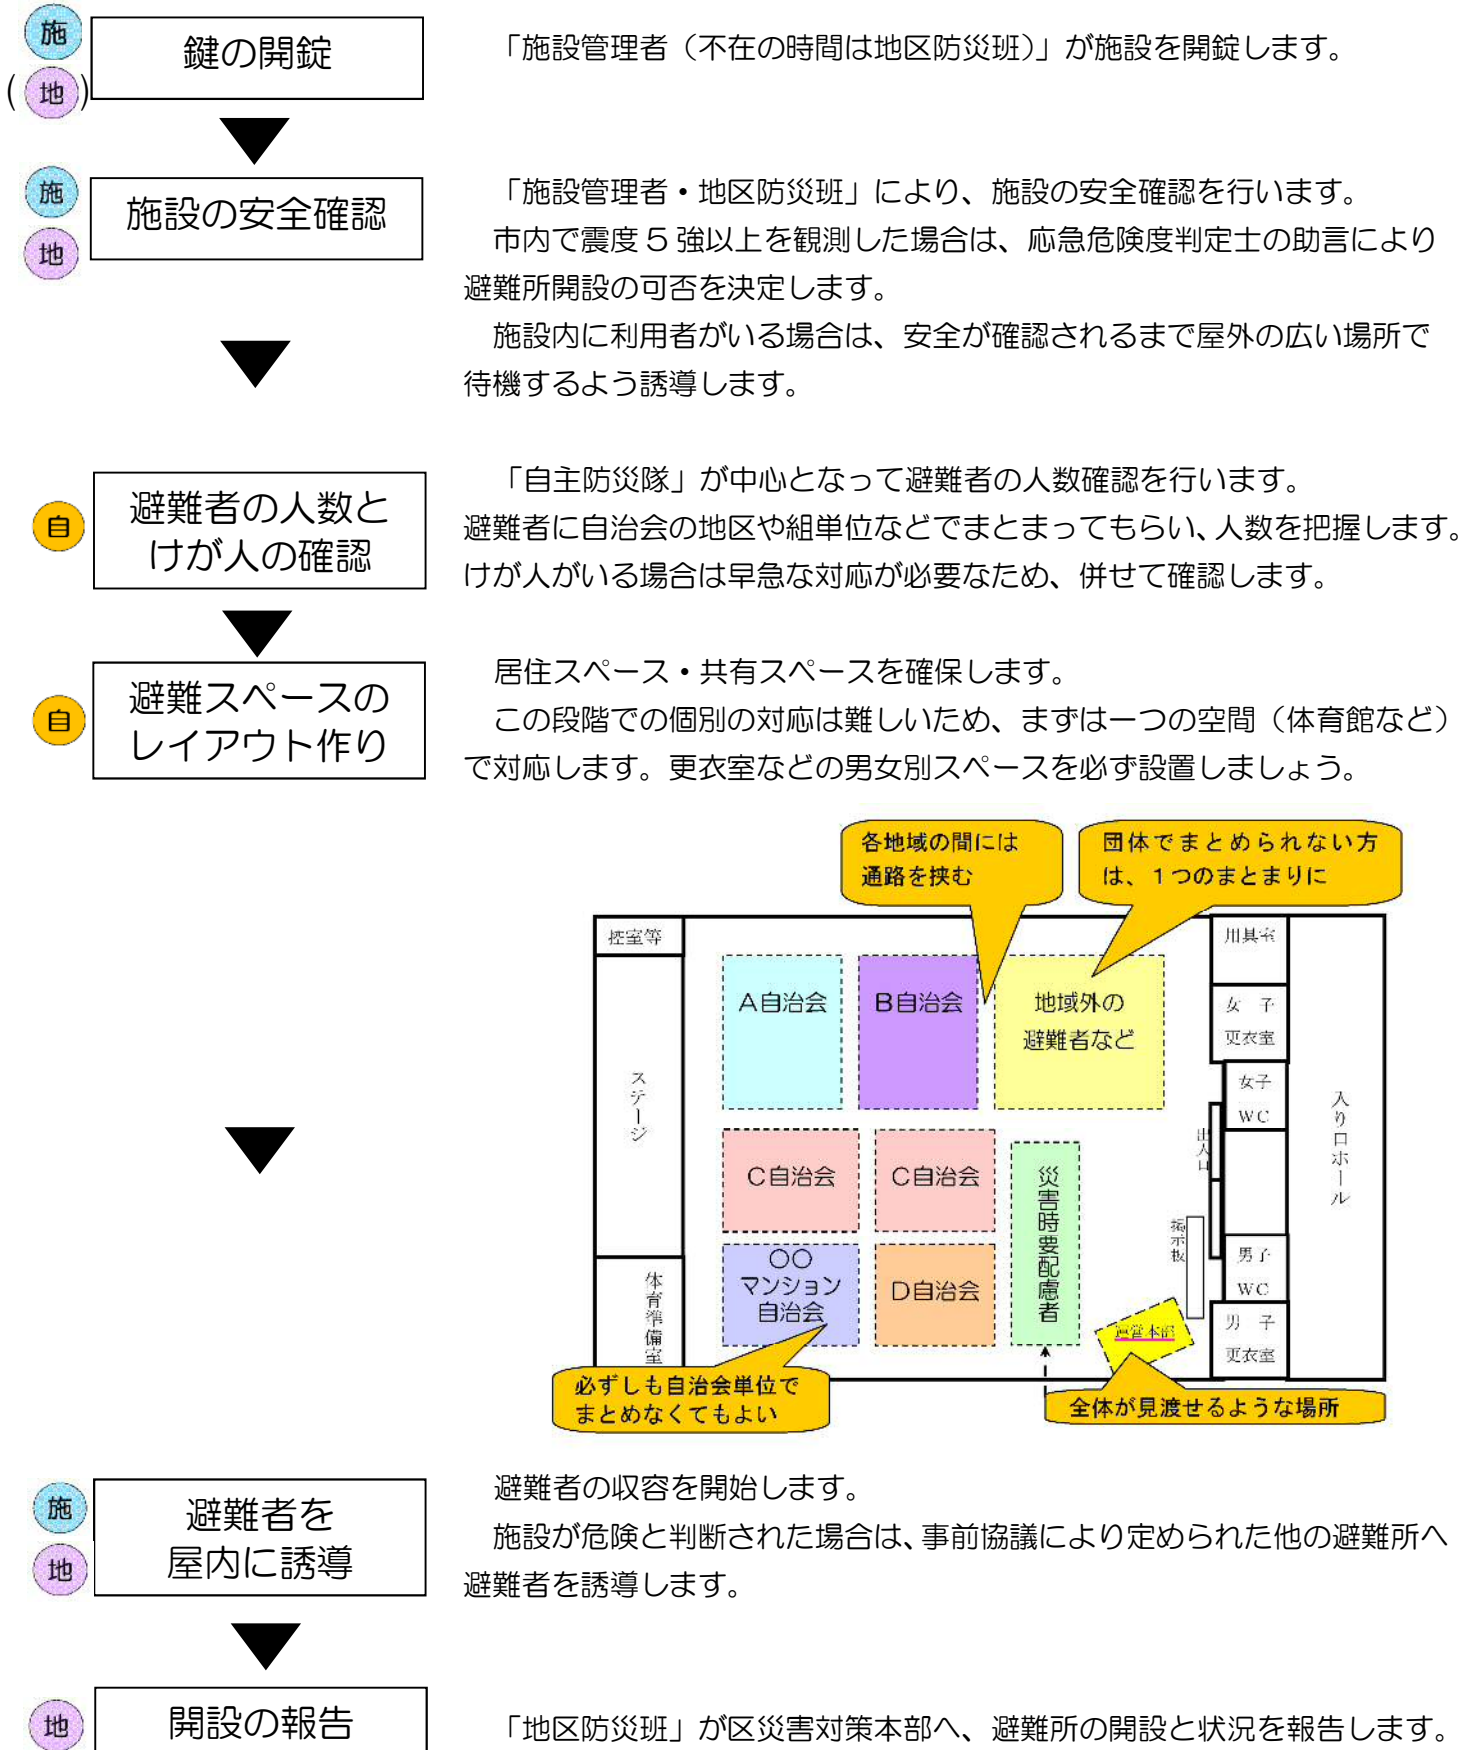 施
(地)
鍵の開錠
「施設管理者（不在の時間は地区防災班）」が施設を開錠します。
施
地
施設の安全確認
「施設管理者・地区防災班」により、施設の安全確認を行います。
市内で震度５強以上を観測した場合は、応急危険度判定士の助言により
避難所開設の可否を決定します。
施設内に利用者がいる場合は、安全が確認されるまで屋外の広い場所で
待機するよう誘導します。
自
避難者の人数と
けが人の確認
「自主防災隊」が中心となって避難者の人数確認を行います。
避難者に自治会の地区や組単位などでまとまってもらい、人数を把握します。
けが人がいる場合は早急な対応が必要なため、併せて確認します。
自
避難スペースの
レイアウト作り
居住スペース・共有スペースを確保します。
この段階での個別の対応は難しいため、まずは一つの空間（体育館など）
で対応します。更衣室などの男女別スペースを必ず設置しましょう。
各地域の間には
通路を挟む
団体でまとめられない方
は、１つのまとまりに
控室等
ステージ
体育準備室
A自治会
B自治会
地域外の
避難者など
C自治会
C自治会
災害時要配慮者
〇〇
マンション
自治会
D自治会
運営本部
用具室
女子
更衣室
女子
WC
出入口
掲示板
男子
WC
男子
更衣室
入り口ホール
必ずしも自治会単位で
まとめなくてもよい
全体が見渡せるような場所
施
地
避難者を
屋内に誘導
避難者の収容を開始します。
施設が危険と判断された場合は、事前協議により定められた他の避難所へ
避難者を誘導します。
地
開設の報告
「地区防災班」が区災害対策本部へ、避難所の開設と状況を報告します。